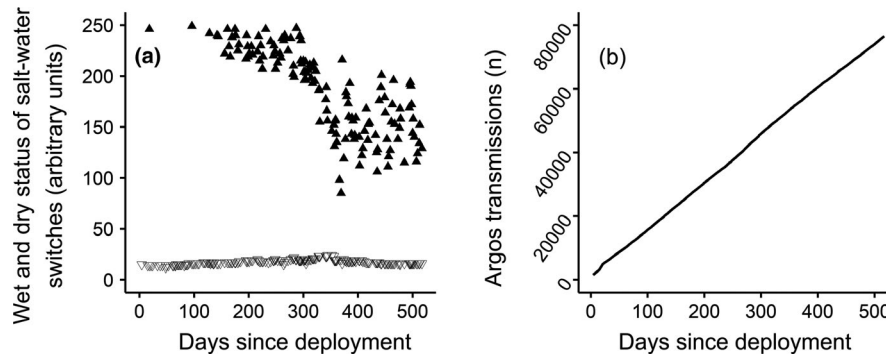 Wet and dry status of salt-water
switches (arbitrary units)
250
200
150
100
50
0
(a)
0 100 200 300 400 500
Days since deployment
Argos transmissions (n)
80000
60000
40000
20000
0
(b)
0 100 200 300 400 500
Days since deployment